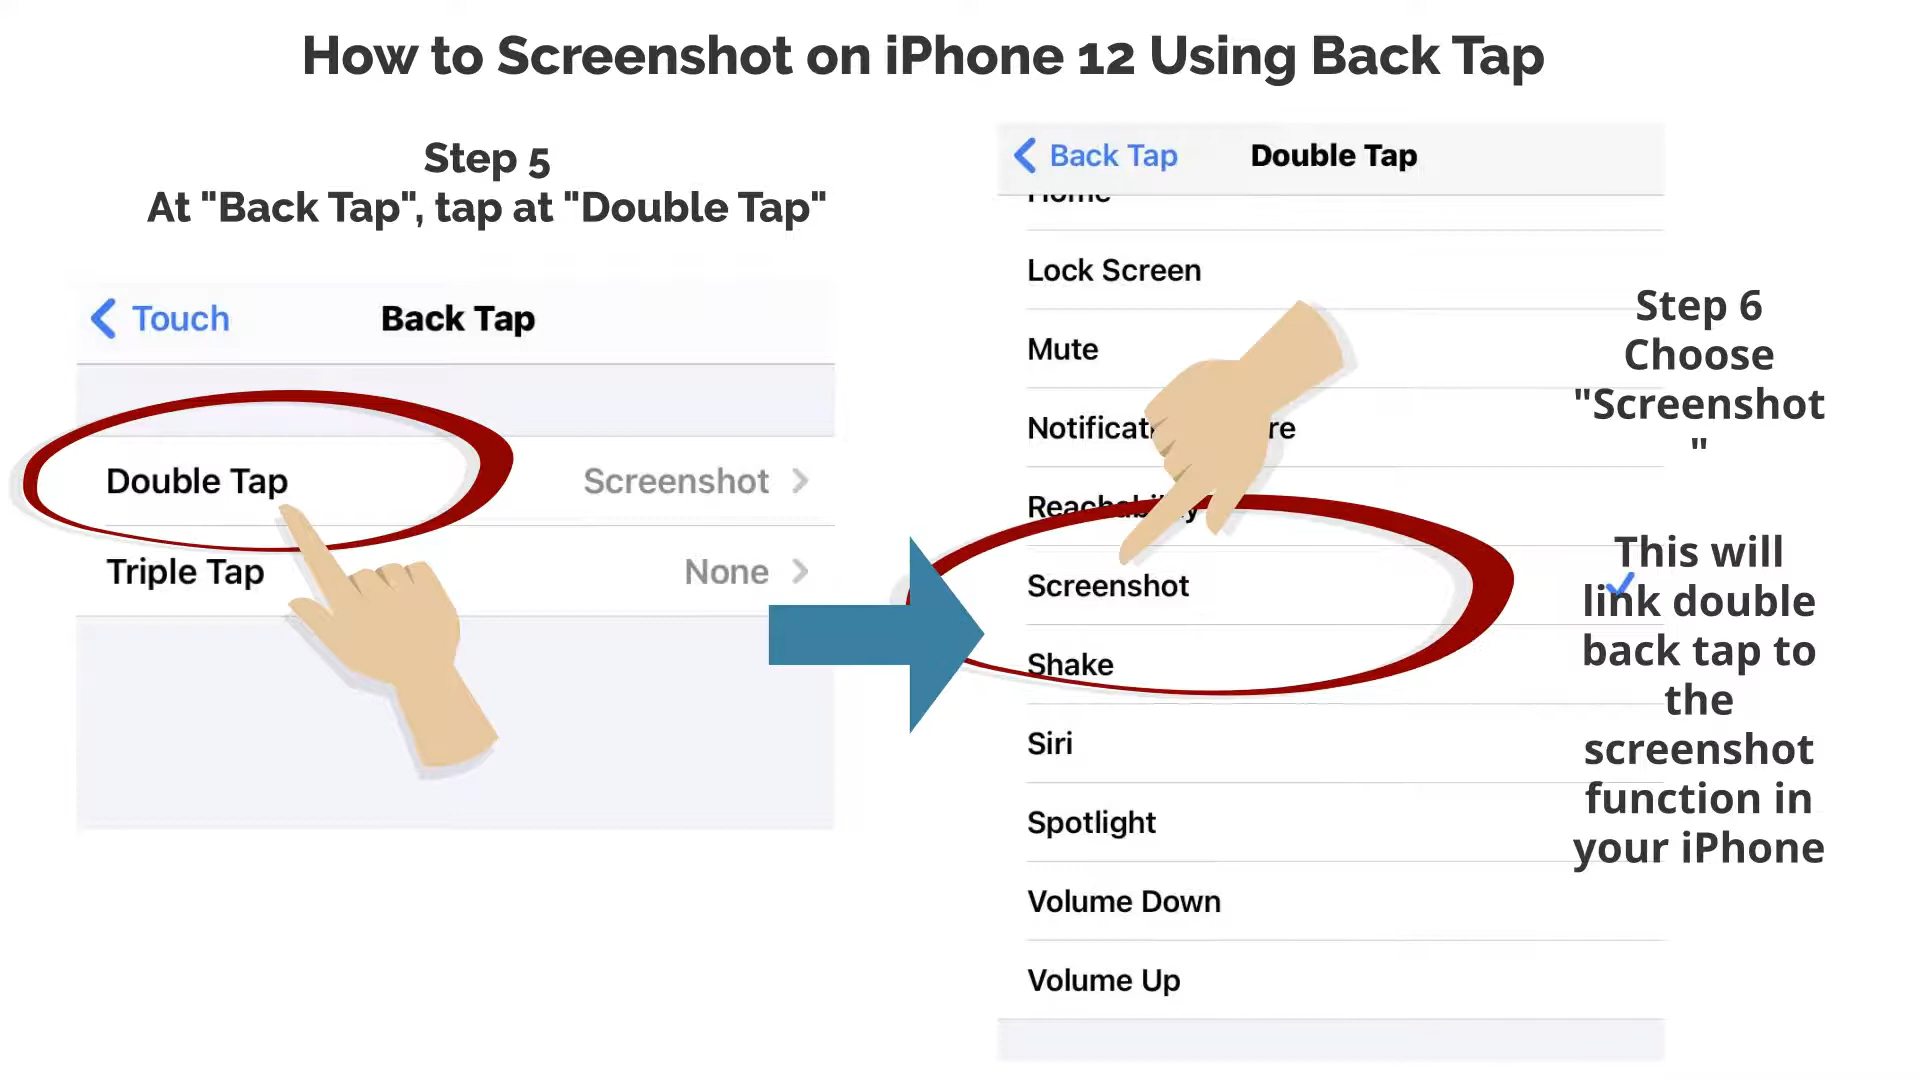 How to Screenshot on iPhone 12 Using Back Tap
Step 5
At "Back Tap", tap at "Double Tap"
Touch
Back Tap
Double Tap
Screenshot
Triple Tap
None
Back Tap
Double Tap
Home
Lock Screen
Mute
Notificat re
Reachability
Screenshot
Shake
Siri
Spotlight
Volume Down
Volume Up
Step 6
Choose
"Screenshot
"
This will
link double
back tap to
the
screenshot
function in
your iPhone